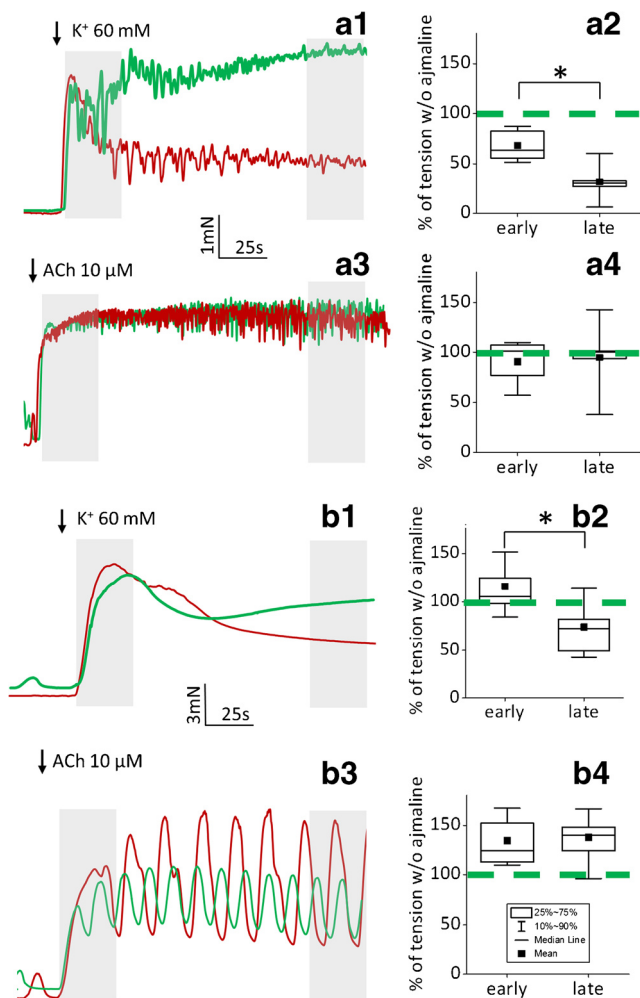 K⁺ 60 mM
a1
1mN
25s
a2
% of tension w/o ajmaline
150
100
50
0
*
early late
ACh 10 µM
a3
a4
% of tension w/o ajmaline
150
100
50
0
early late
K⁺ 60 mM
b1
3mN
25s
b2
% of tension w/o ajmaline
150
100
50
0
*
early late
ACh 10 µM
b3
b4
% of tension w/o ajmaline
150
100
50
0
25%~75%
10%~90%
Median Line
Mean
early late